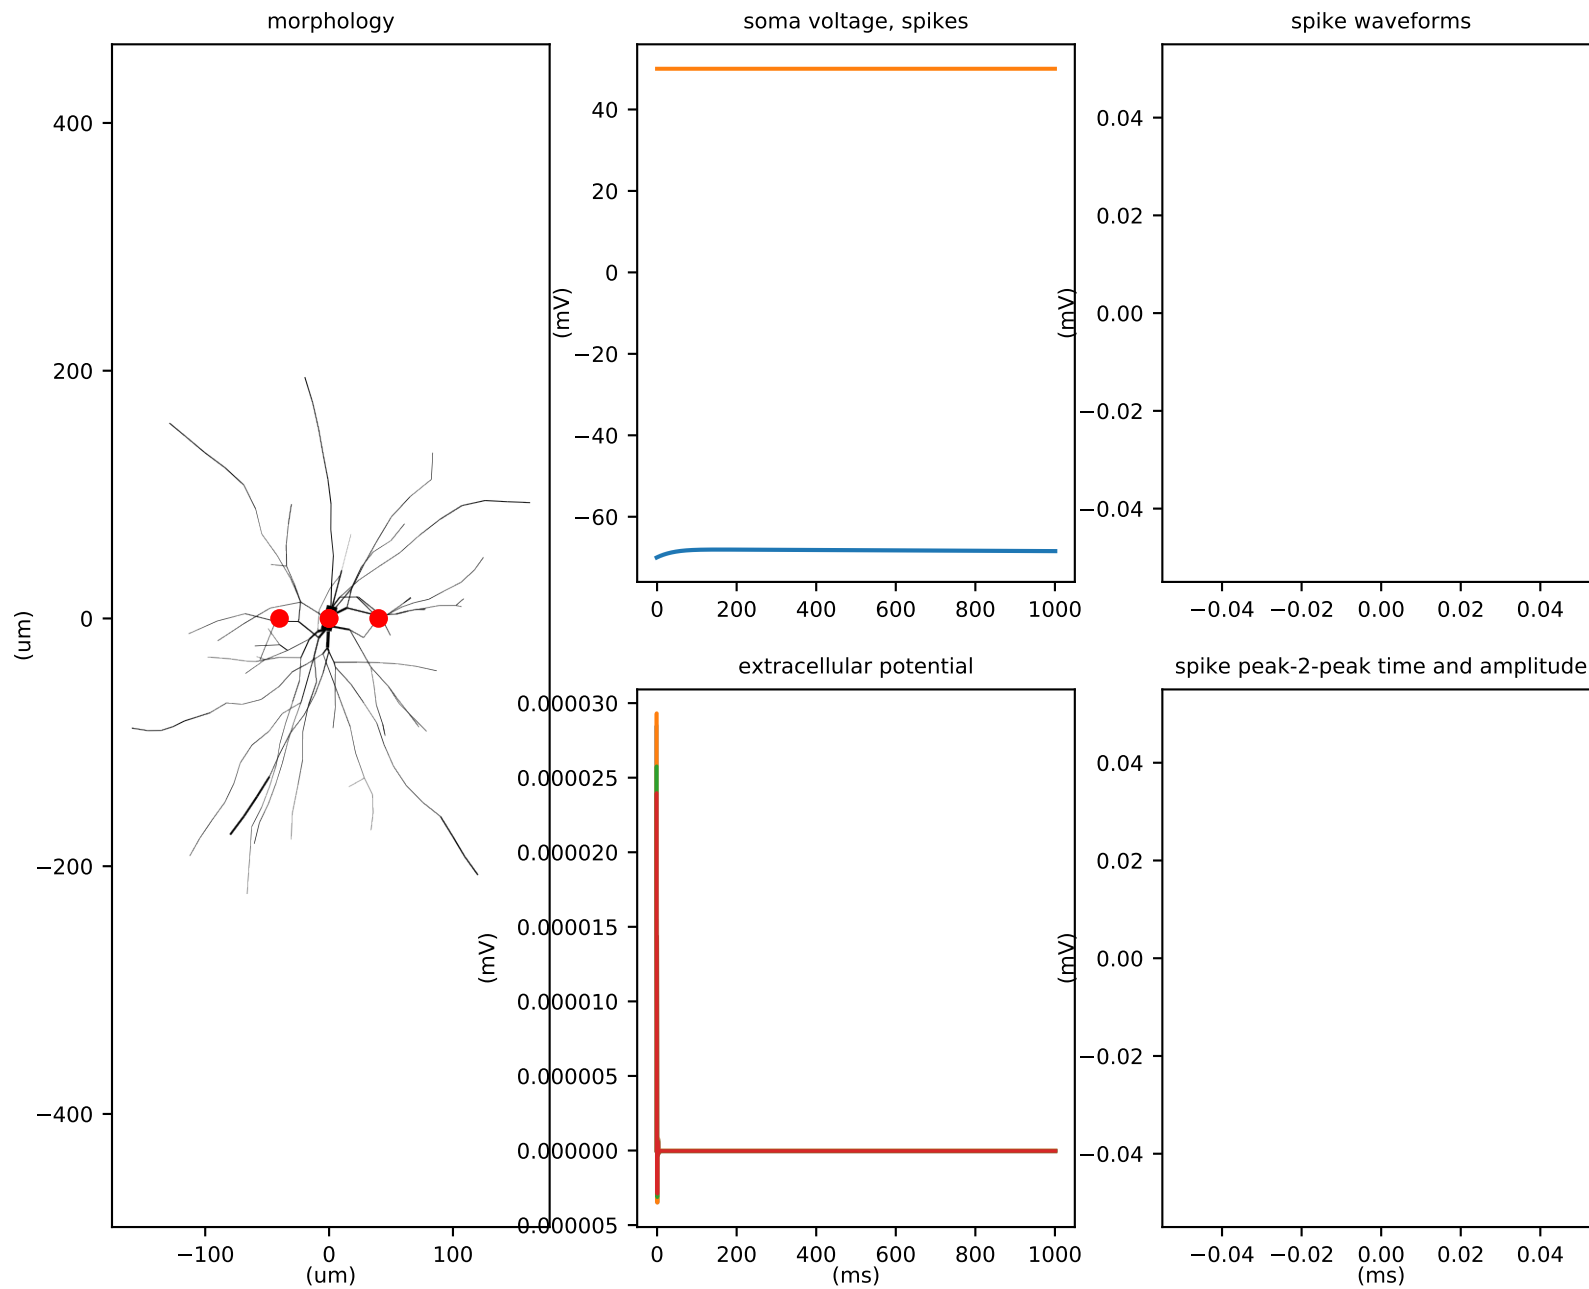 morphology
400
200
0
−200
−400
(um)
−100 0 100
(um)
soma voltage, spikes
40
20
0
−20
−40
−60
(mV)
0 200 400 600 800 1000
spike waveforms
0.04
0.02
0.00
−0.02
−0.04
(mV)
−0.04 −0.02 0.00 0.02 0.04
extracellular potential
0.000030
0.000025
0.000020
0.000015
0.000010
0.000005
0.000000
0.000005
(mV)
0 200 400 600 800 1000
(ms)
spike peak-2-peak time and amplitude
0.04
0.02
0.00
−0.02
−0.04
(mV)
−0.04 −0.02 0.00 0.02 0.04
(ms)